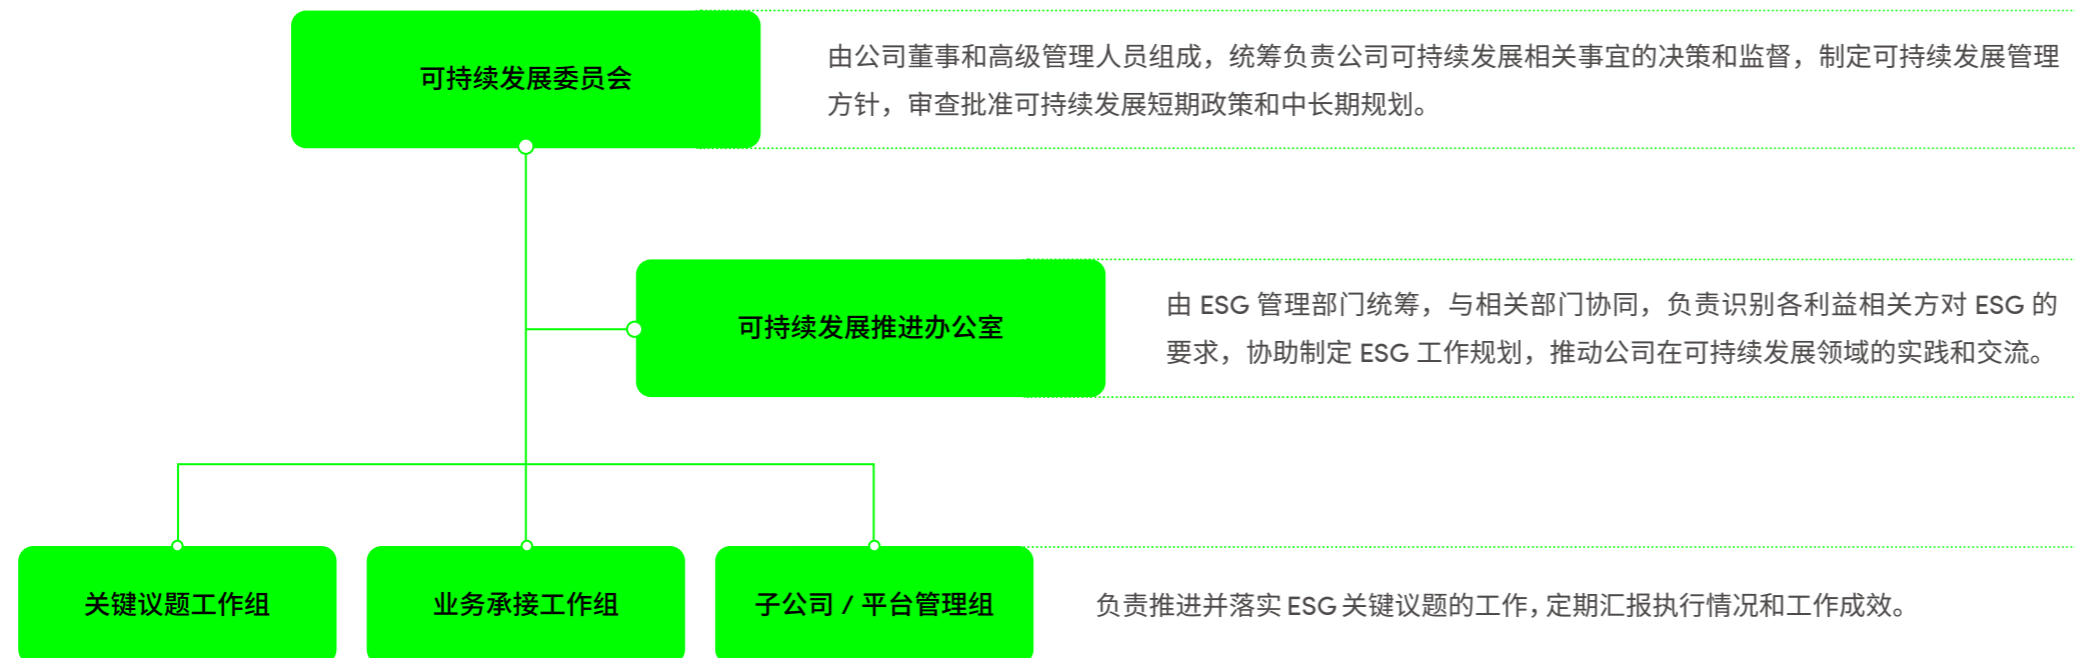 可持续发展委员会
由公司董事和高级管理人员组成，统筹负责公司可持续发展相关事宜的决策和监督，制定可持续发展管理
方针，审查批准可持续发展短期政策和中长期规划。
可持续发展推进办公室
由 ESG 管理部门统筹，与相关部门协同，负责识别各利益相关方对 ESG 的
要求，协助制定 ESG 工作规划，推动公司在可持续发展领域的实践和交流。
关键议题工作组
业务承接工作组
子公司 / 平台管理组
负责推进并落实 ESG 关键议题的工作，定期汇报执行情况和工作成效。